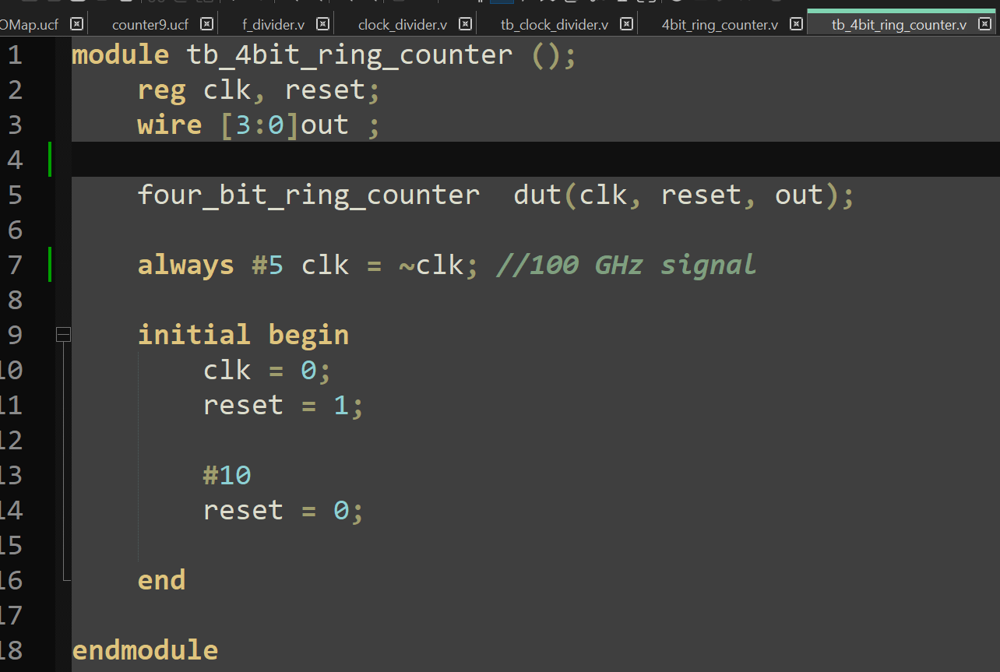 OMap.ucf counter9.ucf f_divider.v clock_divider.v tb_clock_divider.v 4bit_ring_counter.v tb_4bit_ring_counter.v
1 module tb_4bit_ring_counter ();
2 reg clk, reset;
3 wire [3:0]out ;
4
5 four_bit_ring_counter  dut(clk, reset, out);
6
7 always #5 clk = ~clk; //100 GHz signal
8
9 initial begin
10 clk = 0;
11 reset = 1;
12
13 #10
14 reset = 0;
15
16 end
17
18 endmodule